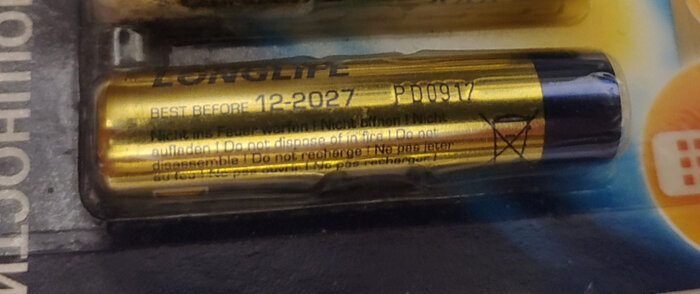 LONGLIFE
BEST BEFORE 12-2027 PD0917
Nicht ins Feuer werfen | Nicht öffnen | Nicht
aufladen | Do not dispose of in fire | Do not
disassemble | Do not recharge | Ne pas jeter
au feu | Ne pas ouvrir | Ne pas recharger |